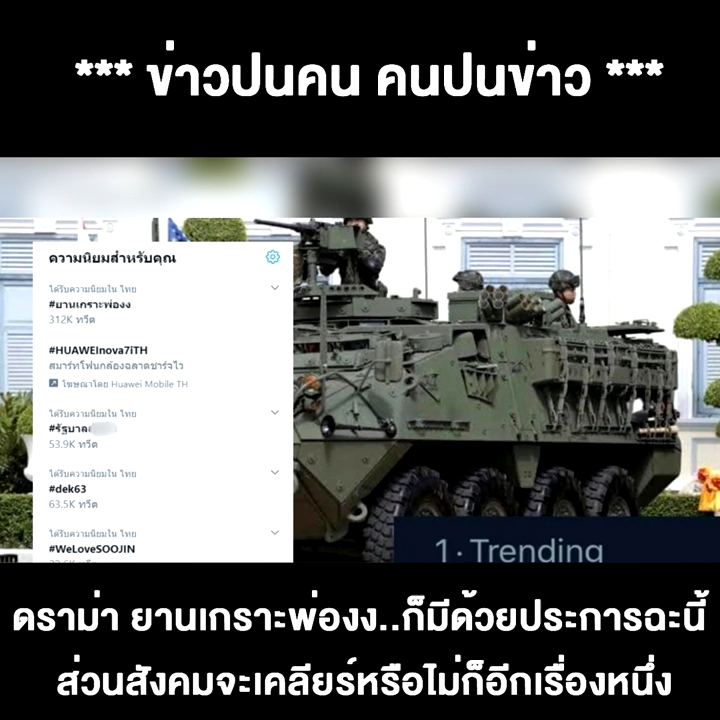 *** ข่าวปนคน คนปนข่าว ***
ความนิยมสำหรับคุณ
ได้รับความนิยมใน ไทย
#ยานเกราะพ่องง
312K ทวีต
#HUAWEInova7iTH
สมาร์ทโฟนกล้องฉลาดชาร์จไว
โฆษณาโดย Huawei Mobile TH
ได้รับความนิยมใน ไทย
#รัฐบาล
53.9K ทวีต
ได้รับความนิยมใน ไทย
#dek63
63.5K ทวีต
ได้รับความนิยมใน ไทย
#WeLoveSOOJIN
1 · Trending
ดราม่า ยานเกราะพ่องง..ก็มีด้วยประการฉะนี้
ส่วนสังคมจะเคลียร์หรือไม่ก็อีกเรื่องหนึ่ง